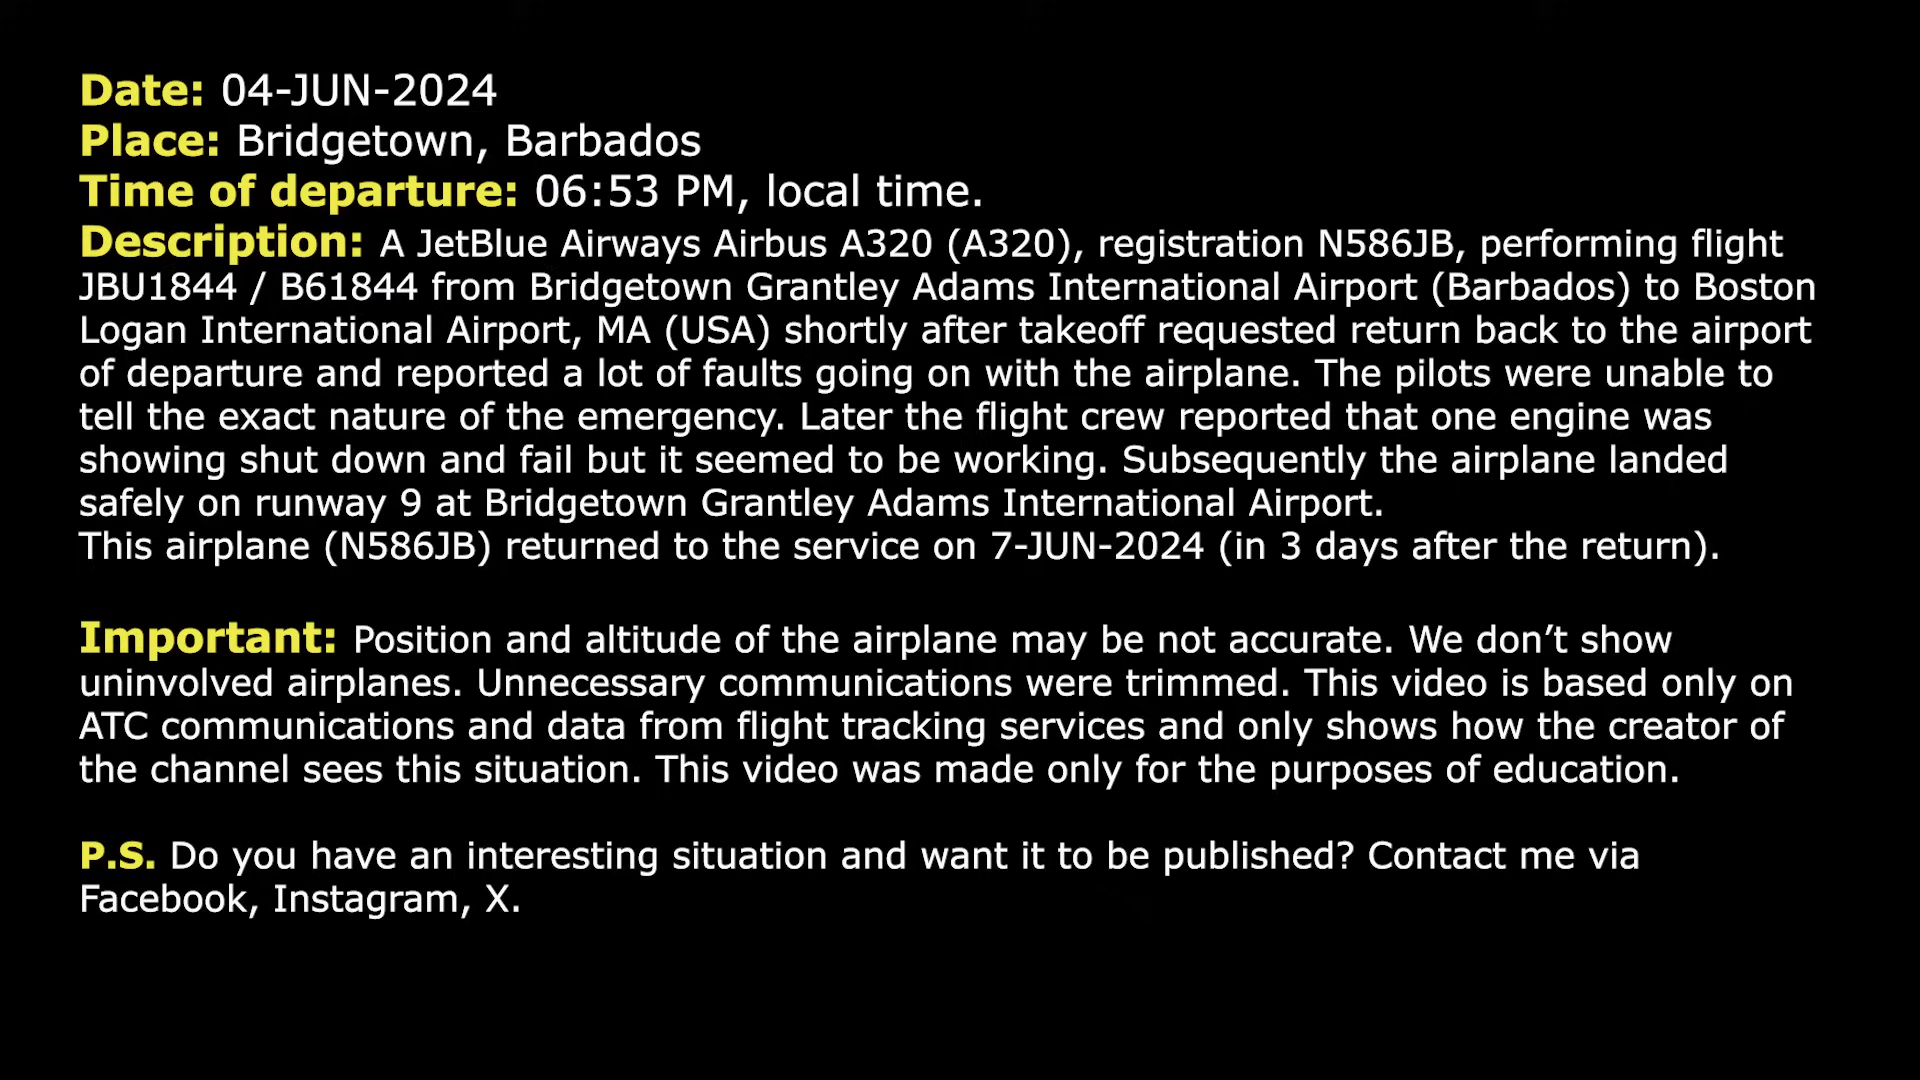 Date: 04-JUN-2024
Place: Bridgetown, Barbados
Time of departure: 06:53 PM, local time.
Description: A JetBlue Airways Airbus A320 (A320), registration N586JB, performing flight
JBU1844 / B61844 from Bridgetown Grantley Adams International Airport (Barbados) to Boston
Logan International Airport, MA (USA) shortly after takeoff requested return back to the airport
of departure and reported a lot of faults going on with the airplane. The pilots were unable to
tell the exact nature of the emergency. Later the flight crew reported that one engine was
showing shut down and fail but it seemed to be working. Subsequently the airplane landed
safely on runway 9 at Bridgetown Grantley Adams International Airport.
This airplane (N586JB) returned to the service on 7-JUN-2024 (in 3 days after the return).
Important: Position and altitude of the airplane may be not accurate. We don’t show
uninvolved airplanes. Unnecessary communications were trimmed. This video is based only on
ATC communications and data from flight tracking services and only shows how the creator of
the channel sees this situation. This video was made only for the purposes of education.
P.S. Do you have an interesting situation and want it to be published? Contact me via
Facebook, Instagram, X.